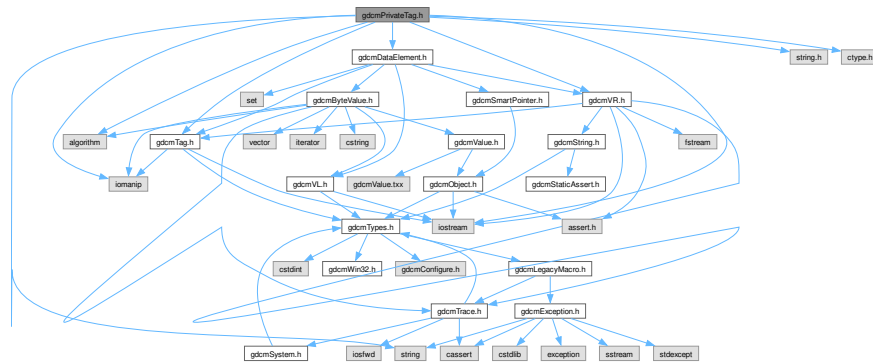 gdcmPrivateTag.h
gdcmDataElement.h
string.h
ctype.h
set
gdcmByteValue.h
gdcmSmartPointer.h
gdcmVR.h
algorithm
gdcmTag.h
vector
iterator
cstring
gdcmValue.h
gdcmString.h
fstream
iomanip
gdcmVL.h
gdcmValue.txx
gdcmObject.h
gdcmStaticAssert.h
gdcmTypes.h
iostream
assert.h
cstdint
gdcmWin32.h
gdcmConfigure.h
gdcmLegacyMacro.h
gdcmTrace.h
gdcmException.h
gdcmSystem.h
iosfwd
string
cassert
cstdlib
exception
sstream
stdexcept